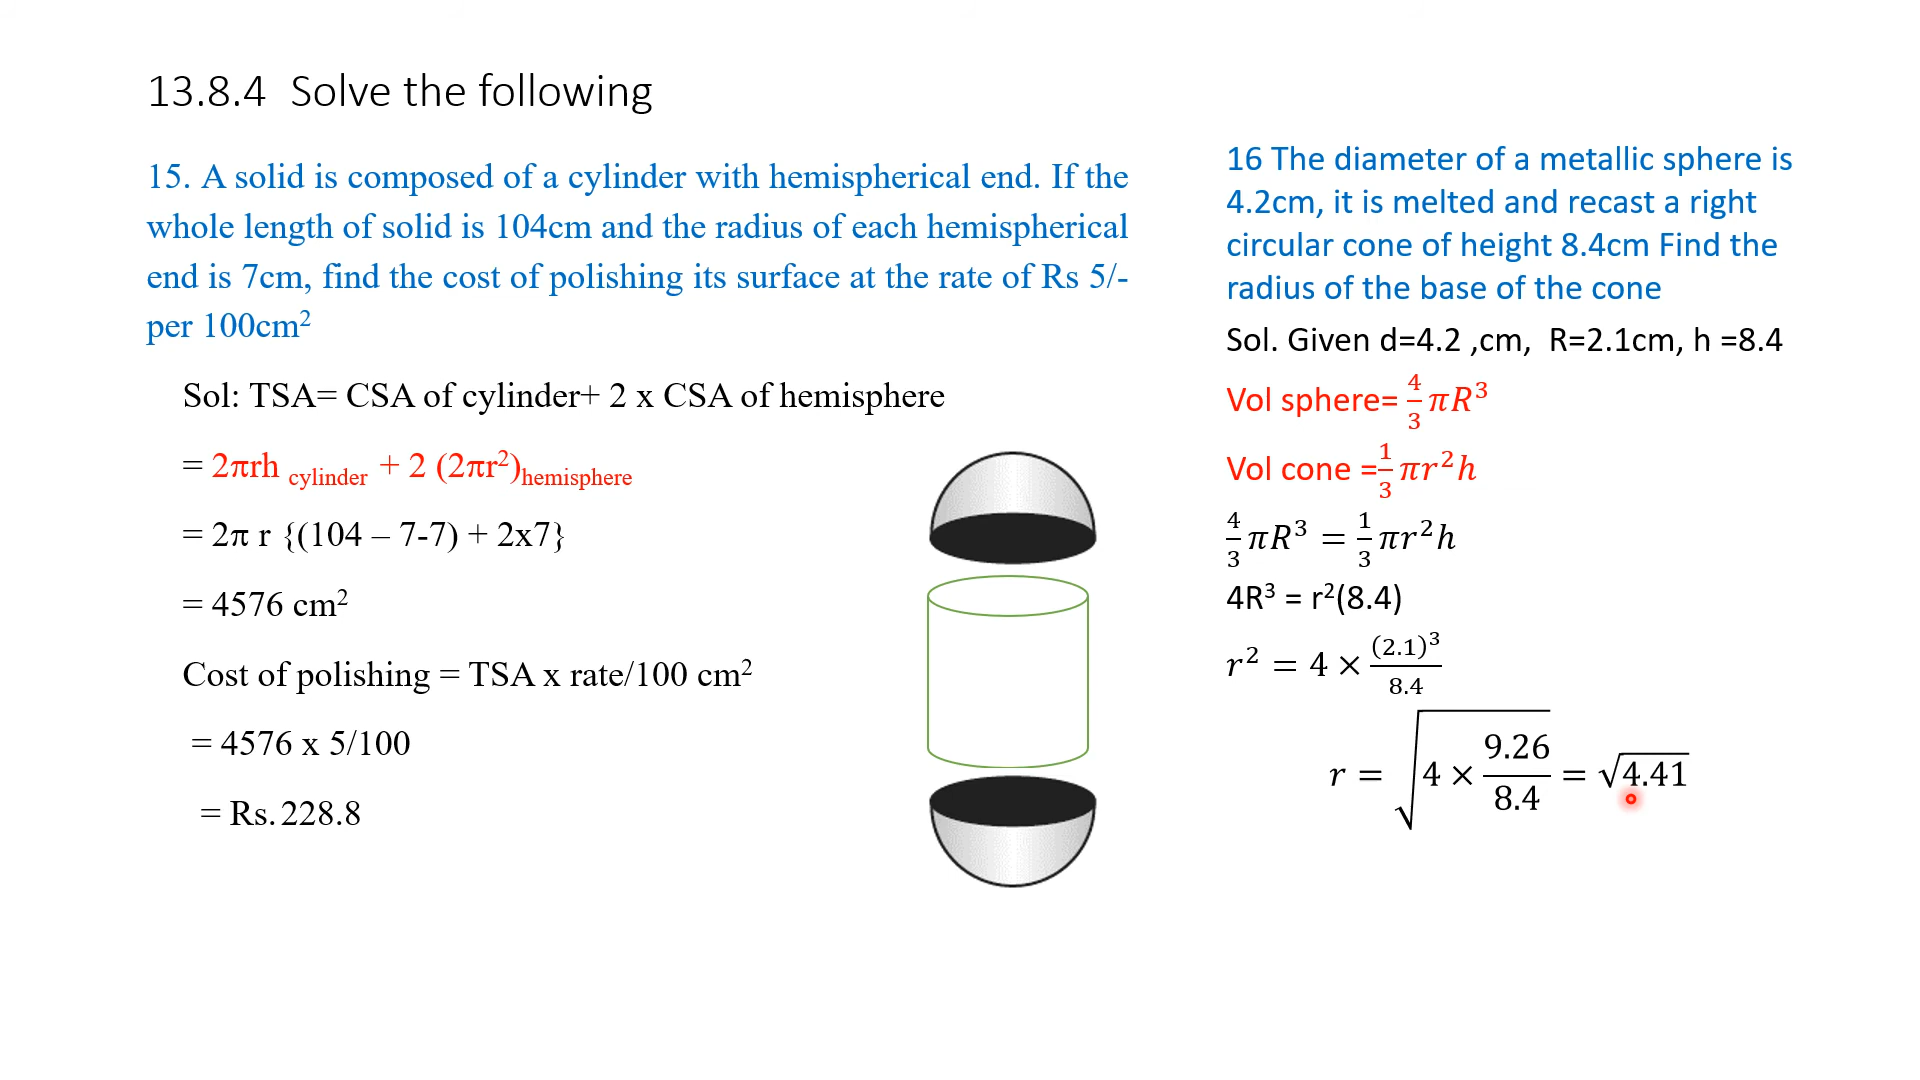 13.8.4 Solve the following
15. A solid is composed of a cylinder with hemispherical end. If the
whole length of solid is 104cm and the radius of each hemispherical
end is 7cm, find the cost of polishing its surface at the rate of Rs 5/-
per 100cm²
Sol: TSA= CSA of cylinder+ 2 x CSA of hemisphere
= 2πrh cylinder + 2 (2πr²)hemisphere
= 2π r {(104 – 7-7) + 2x7}
= 4576 cm²
Cost of polishing = TSA x rate/100 cm²
= 4576 x 5/100
= Rs. 228.8
16 The diameter of a metallic sphere is
4.2cm, it is melted and recast a right
circular cone of height 8.4cm Find the
radius of the base of the cone
Sol. Given d=4.2 ,cm, R=2.1cm, h =8.4
Vol sphere= 4/3 πR³
Vol cone =1/3 πr²h
4/3 πR³ = 1/3 πr²h
4R³ = r²(8.4)
r² = 4 × (2.1)³/8.4
r = √(4 × 9.26/8.4) = √4.41